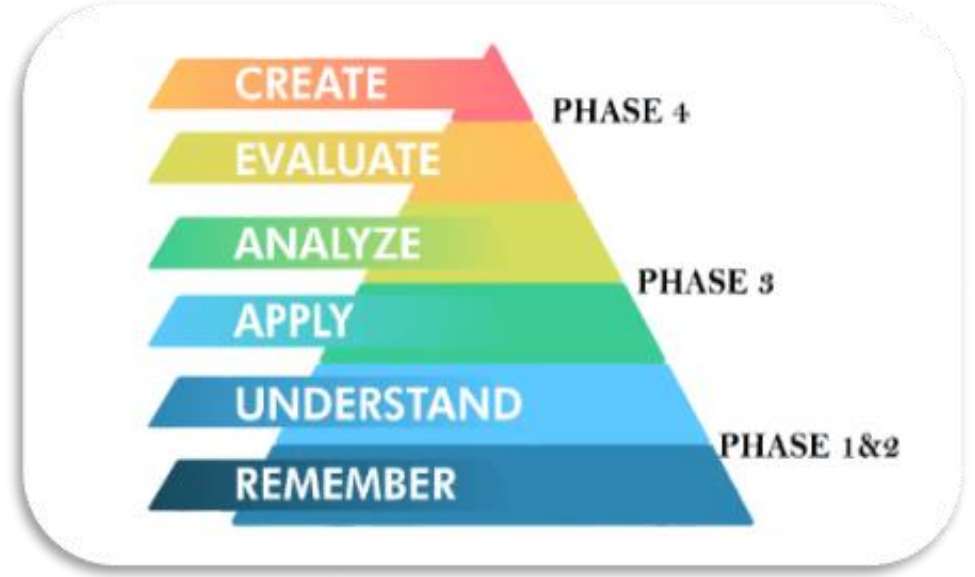 CREATE
PHASE 4
EVALUATE
ANALYZE
PHASE 3
APPLY
UNDERSTAND
PHASE 1&2
REMEMBER